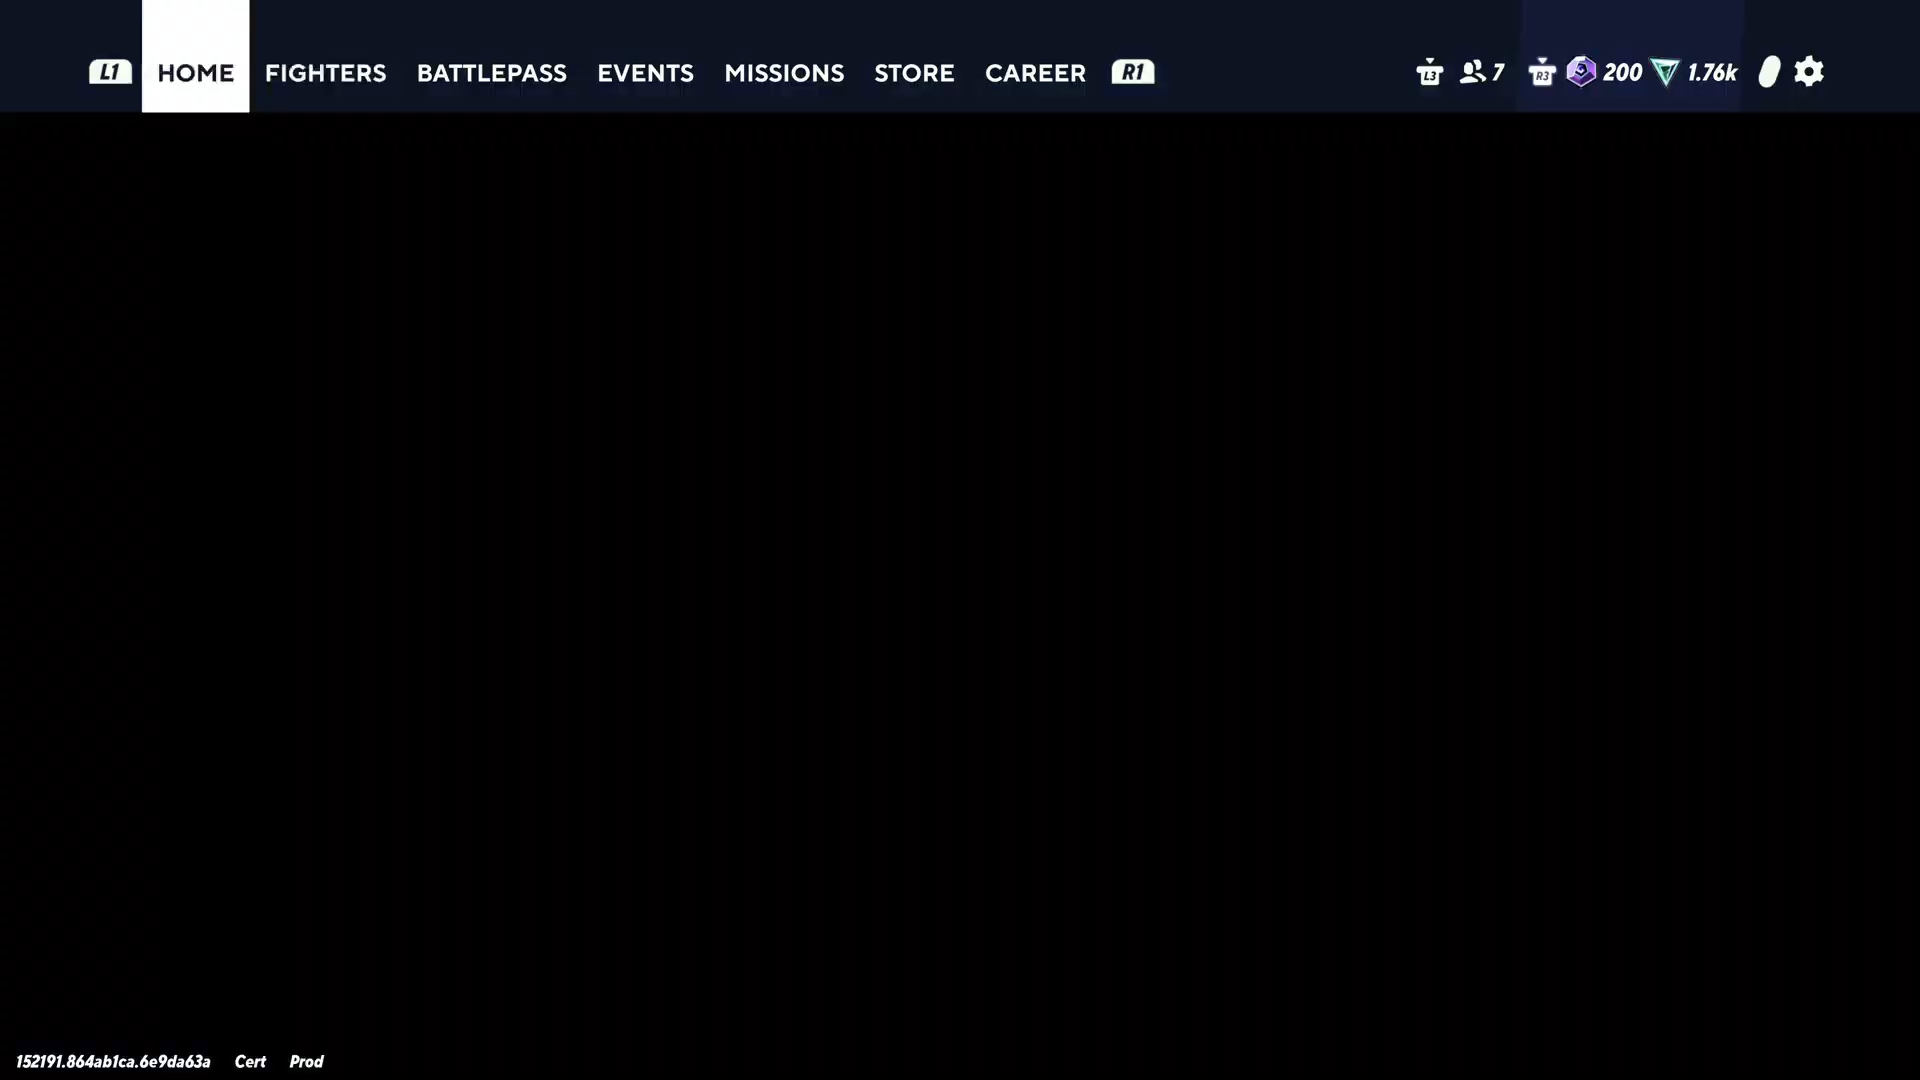 L1 HOME FIGHTERS BATTLEPASS EVENTS MISSIONS STORE CAREER R1 L3 7 R3 200 1.76k
152191.864ab1ca.6e9da63a Cert Prod